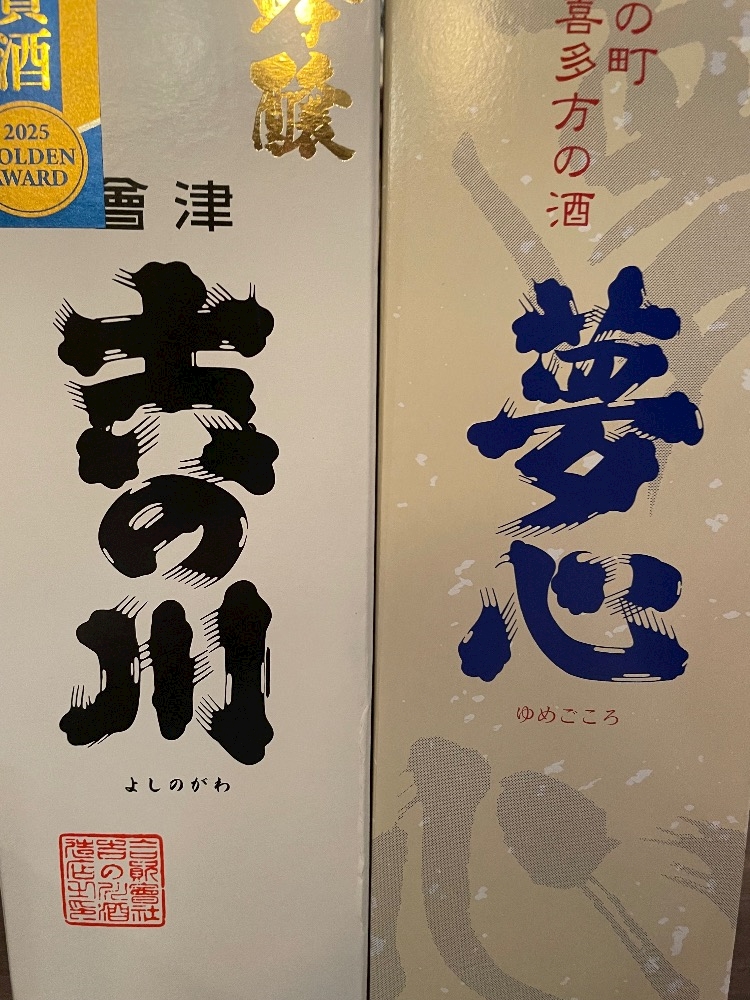 賞酒
2025
GOLDEN
AWARD
吟醸
會津
吉の川
よしのがわ
の町
喜多方の酒
夢心
ゆめごころ